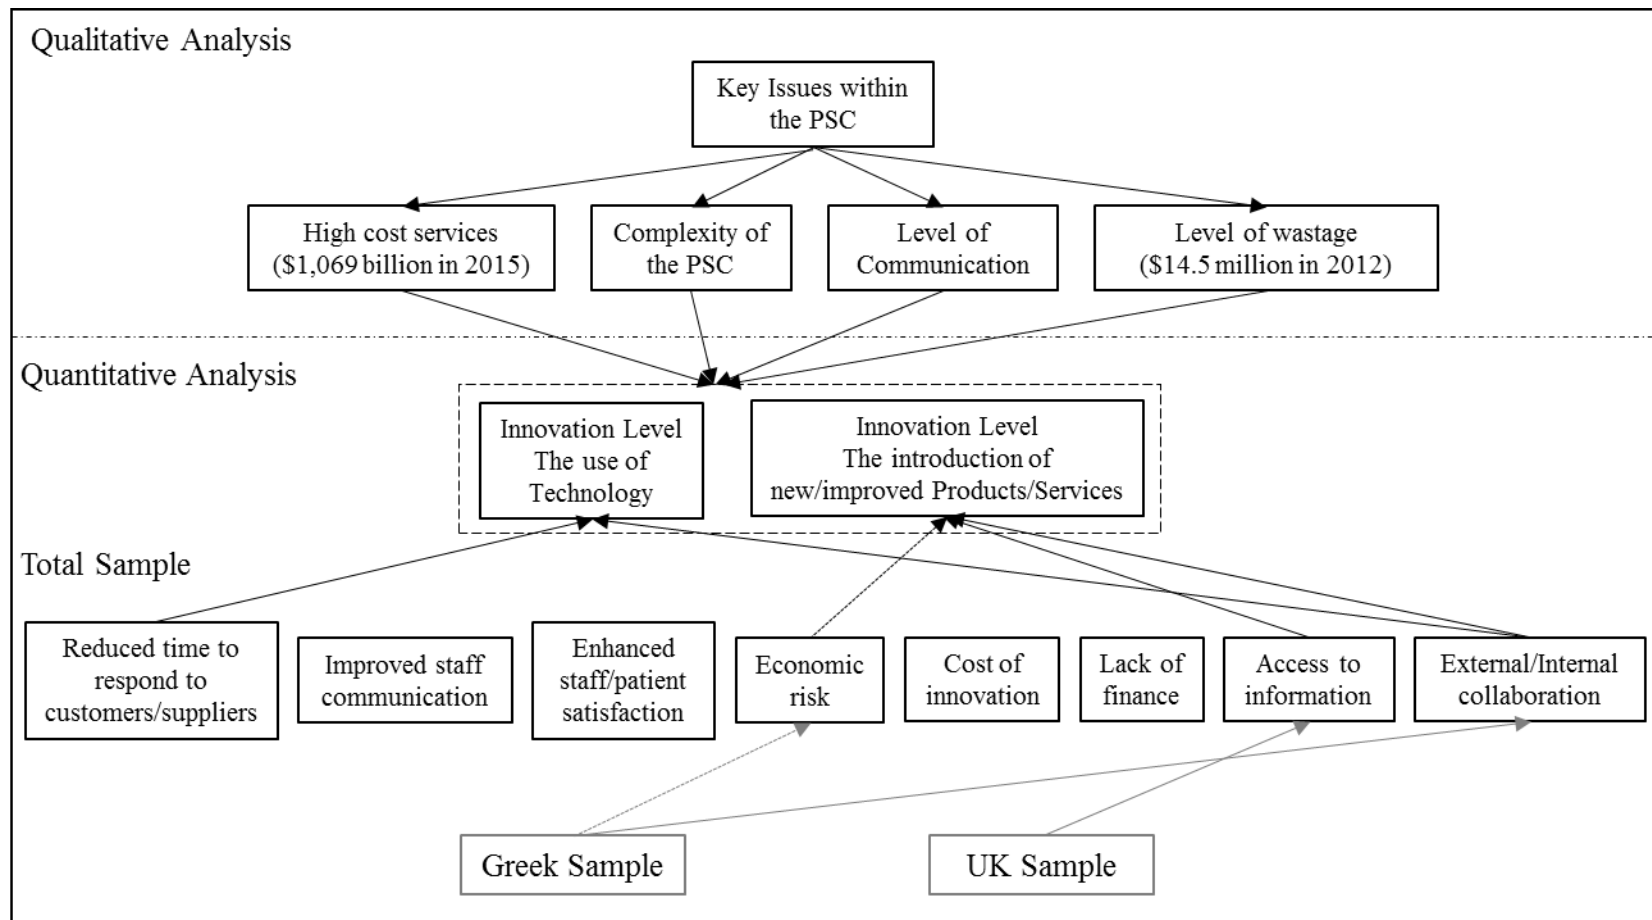 Qualitative Analysis
Key Issues within
the PSC
High cost services
($1,069 billion in 2015)
Complexity of
the PSC
Level of
Communication
Level of wastage
($14.5 million in 2012)
Quantitative Analysis
Innovation Level
The use of
Technology
Innovation Level
The introduction of
new/improved Products/Services
Total Sample
Reduced time to
respond to
customers/suppliers
Improved staff
communication
Enhanced
staff/patient
satisfaction
Economic
risk
Cost of
innovation
Lack of
finance
Access to
information
External/Internal
collaboration
Greek Sample
UK Sample